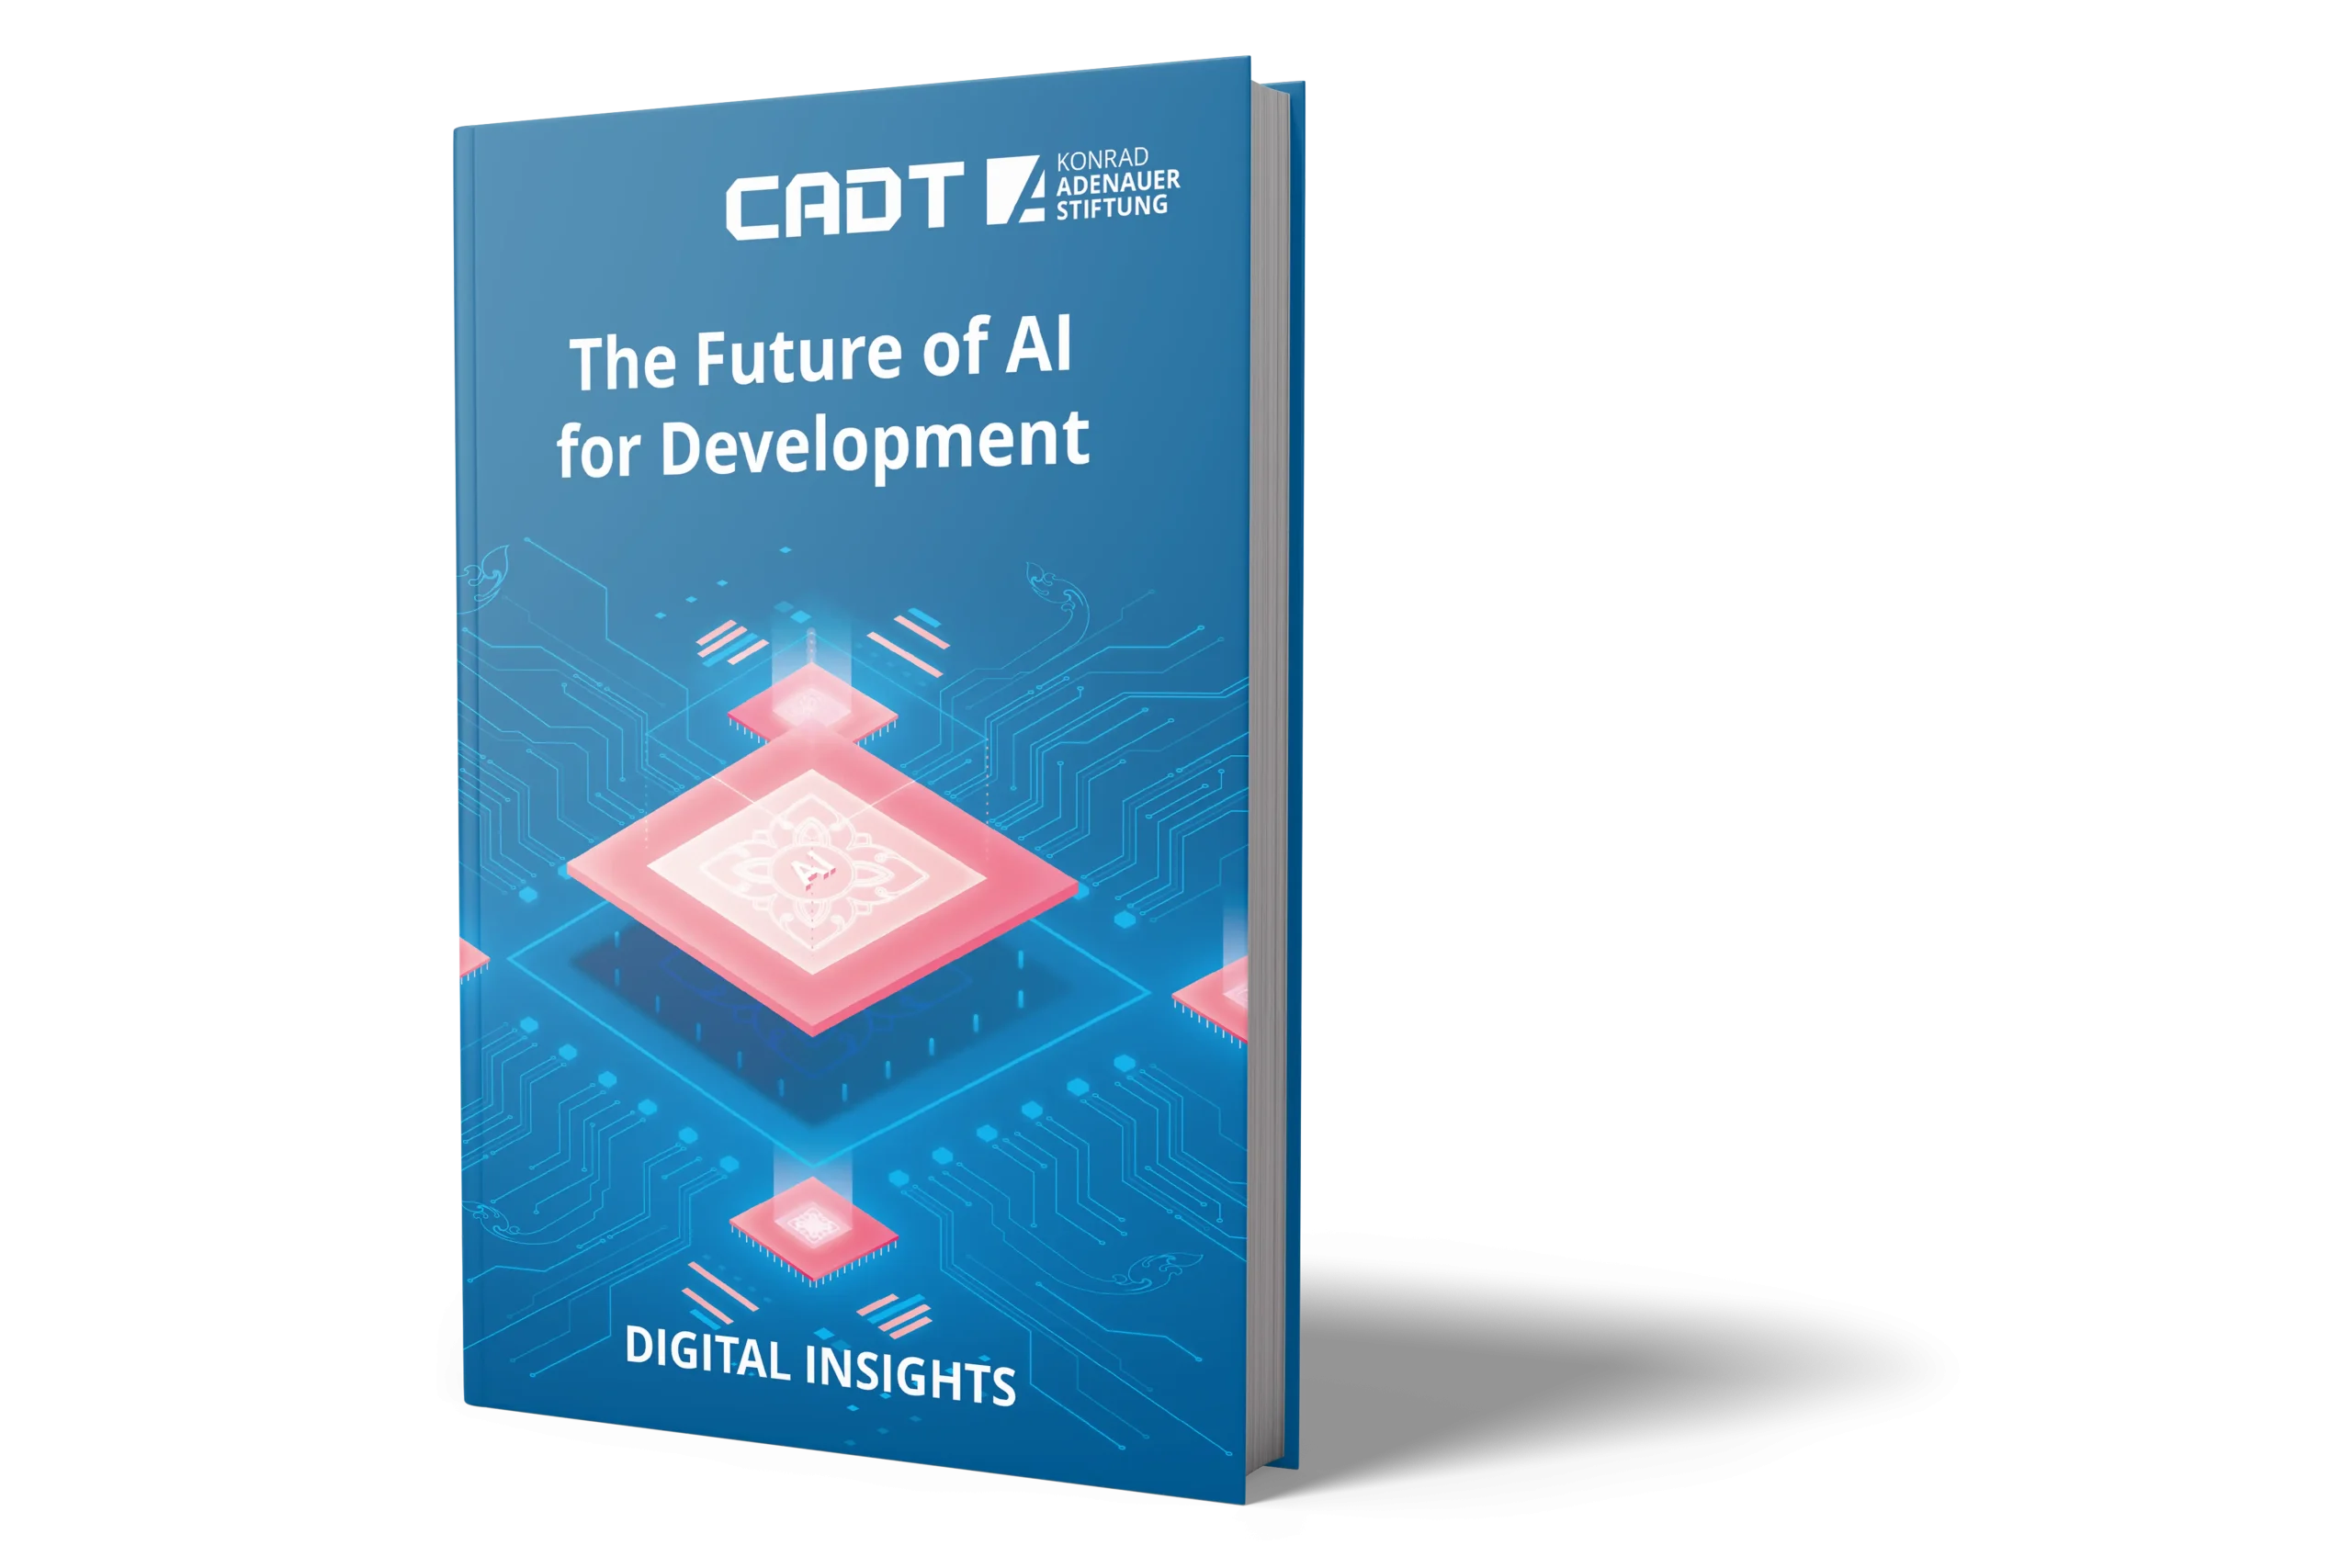 CADT
KONRAD
ADENAUER
STIFTUNG
The Future of AI
for Development
AI
DIGITAL INSIGHTS